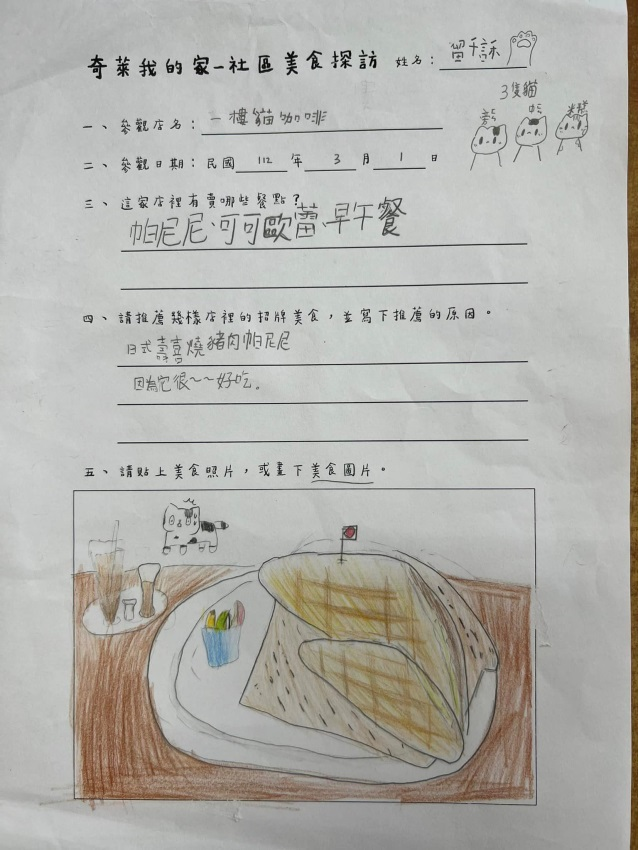 奇萊我的家-社區美食探訪 姓名：
3隻貓
一、參觀店名：一樓貓咖啡
二、參觀日期：民國 112 年 3 月 1 日
三、這家店裡有賣哪些餐點？
帕尼尼、可可歐蕾、早午餐
四、請推薦幾樣店裡的招牌美食，並寫下推薦的原因。
日式壽喜燒豬肉帕尼尼
因為它很~~好吃。
五、請貼上美食照片，或畫下美食圖片。